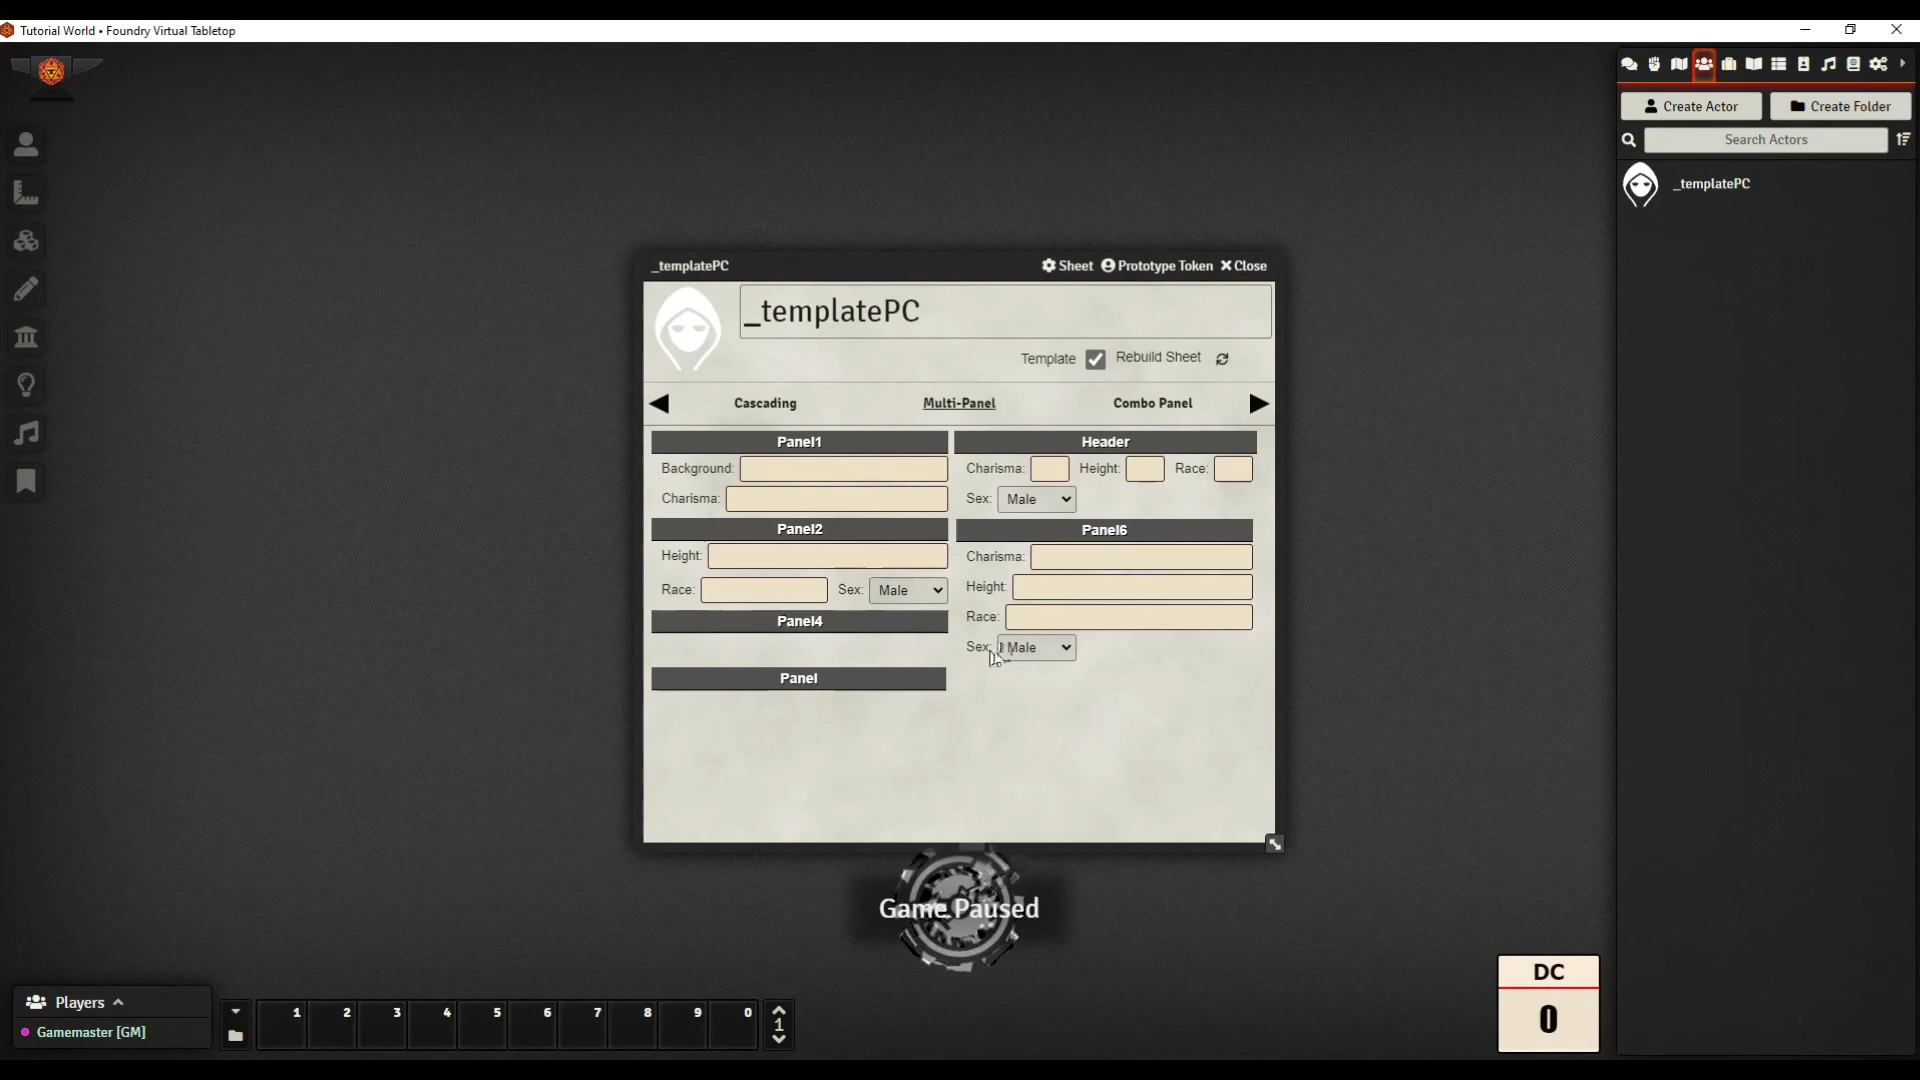 Tutorial World • Foundry Virtual Tabletop
Create Actor
Create Folder
Search Actors
_templatePC
_templatePC
Sheet
Prototype Token
Close
_templatePC
Template
Rebuild Sheet
Cascading
Multi-Panel
Combo Panel
Panel1
Background:
Charisma:
Panel2
Height:
Race:
Sex: Male
Panel4
Panel
Header
Charisma:
Height:
Race:
Sex: Male
Panel6
Charisma:
Height:
Race:
Sex: Male
Game Paused
Players
Gamemaster [GM]
1 2 3 4 5 6 7 8 9 0
1
DC
0